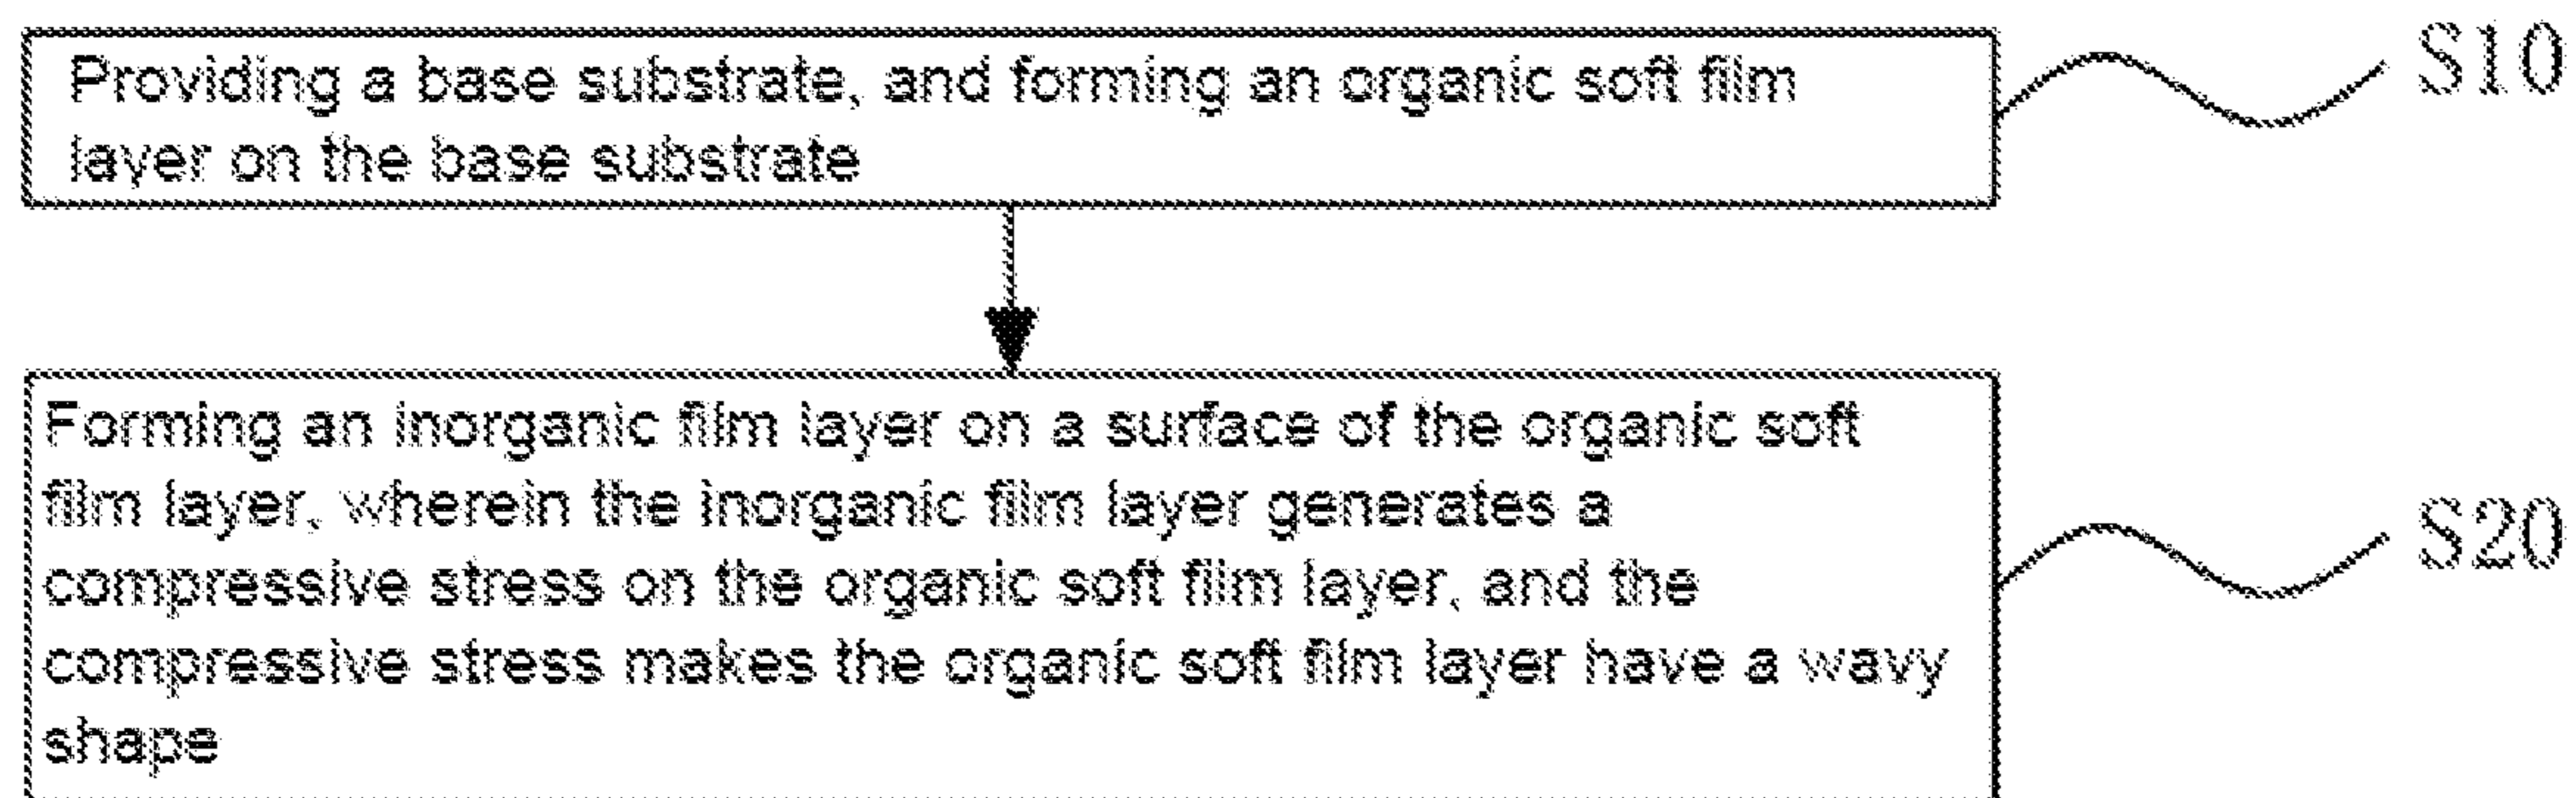 Providing a base substrate, and forming an organic soft film
layer on the base substrate
S10
Forming an inorganic film layer on a surface of the organic soft
film layer, wherein the inorganic film layer generates a
compressive stress on the organic soft film layer, and the
compressive stress makes the organic soft film layer have a wavy
shape
S20